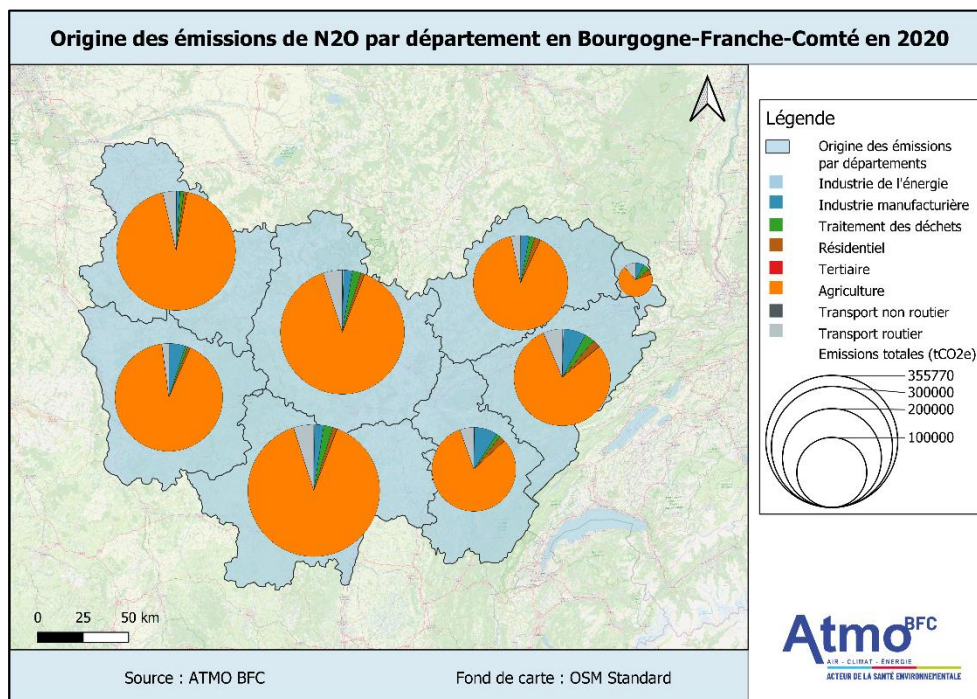 Origine des émissions de N2O par département en Bourgogne-Franche-Comté en 2020
Légende
Origine des émissions
par départements
Industrie de l'énergie
Industrie manufacturière
Traitement des déchets
Résidentiel
Tertiaire
Agriculture
Transport non routier
Transport routier
Emissions totales (tCO2e)
355770
300000
200000
100000
0 25 50 km
Atmo BFC
AIR - CLIMAT - ÉNERGIE
ACTEUR DE LA SANTÉ ENVIRONNEMENTALE
Source : ATMO BFC
Fond de carte : OSM Standard